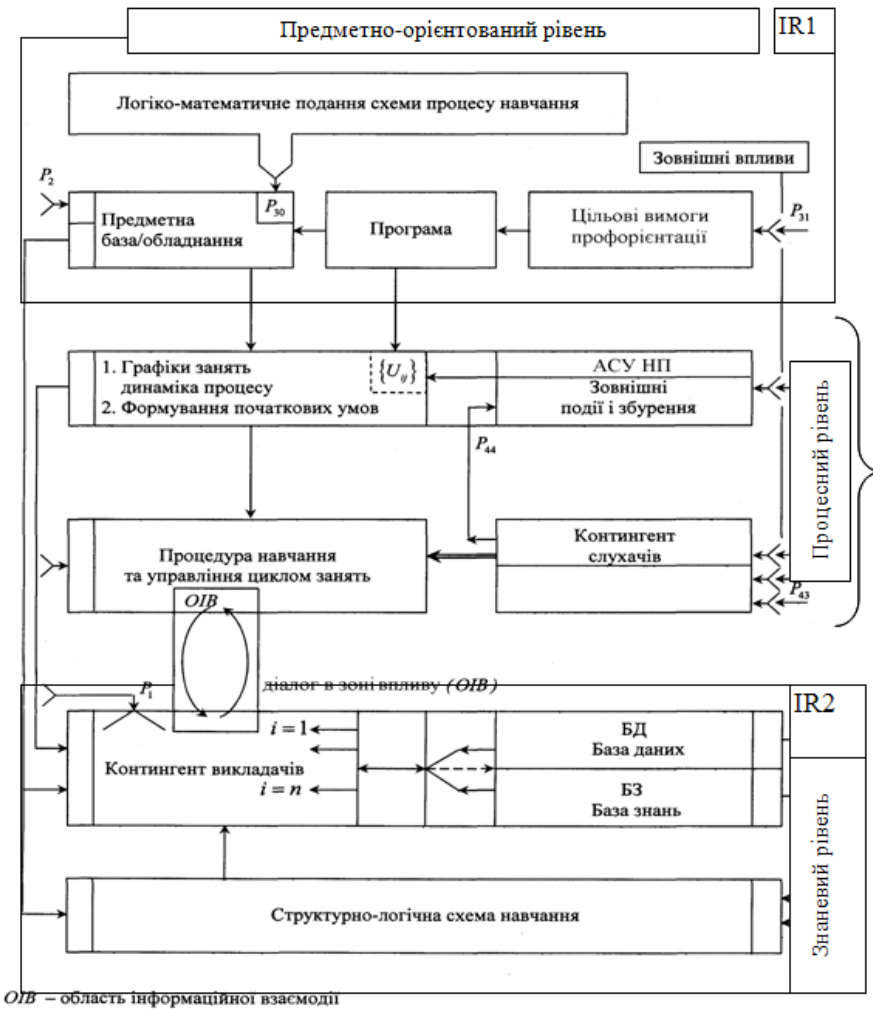 Предметно-орієнтований рівень
IR1
Логіко-математичне подання схеми процесу навчання
Зовнішні впливи
P2
P30
Предметна
база/обладнання
Програма
Цільові вимоги
профорієнтації
P31
1. Графіки занять
динаміка процесу
2. Формування початкових умов
{Uij}
АСУ НП
Зовнішні
події і збурення
P44
Процесний рівень
Процедура навчання
та управління циклом занять
Контингент
слухачів
P43
OIB
діалог в зоні впливу (OIB)
P1
IR2
i = 1
Контингент викладачів
i = n
БД
База даних
БЗ
База знань
Знаневий рівень
Структурно-логічна схема навчання
OIB – область інформаційної взаємодії